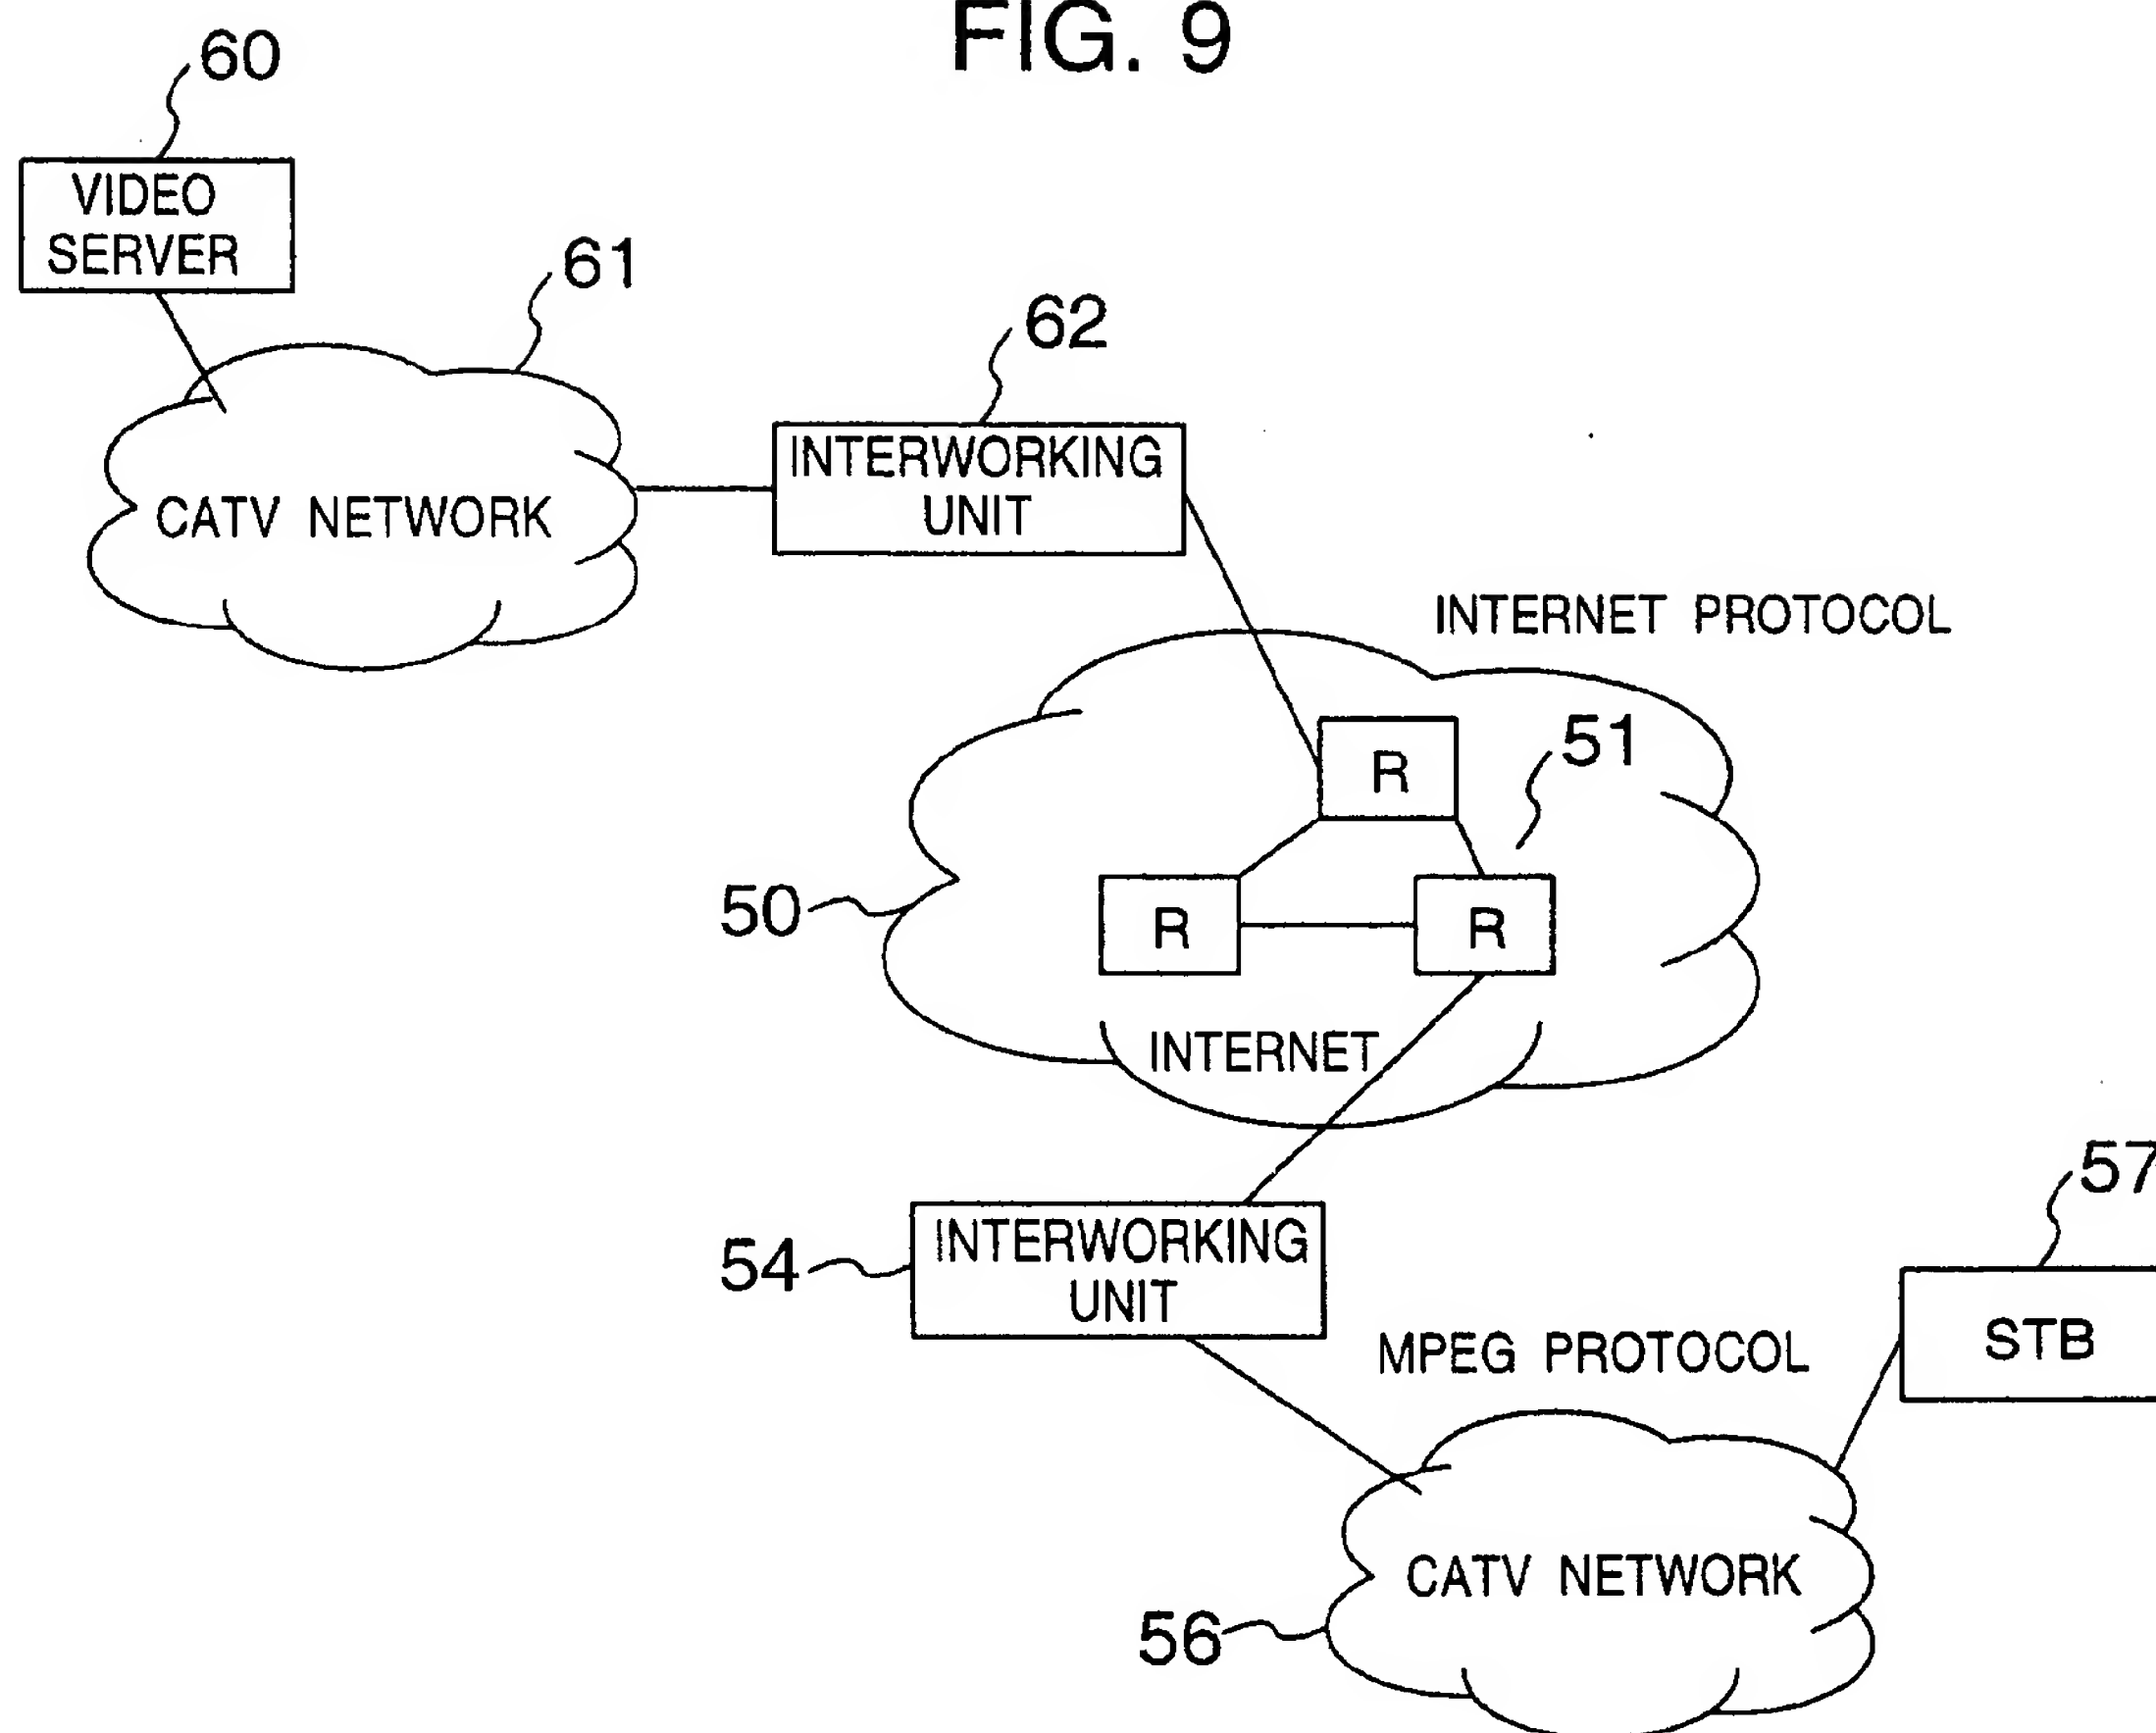 FIG. 9
60
VIDEO
SERVER
61
62
CATV NETWORK
INTERWORKING
UNIT
INTERNET PROTOCOL
R
51
50
R
R
INTERNET
57
54
INTERWORKING
UNIT
MPEG PROTOCOL
STB
CATV NETWORK
56